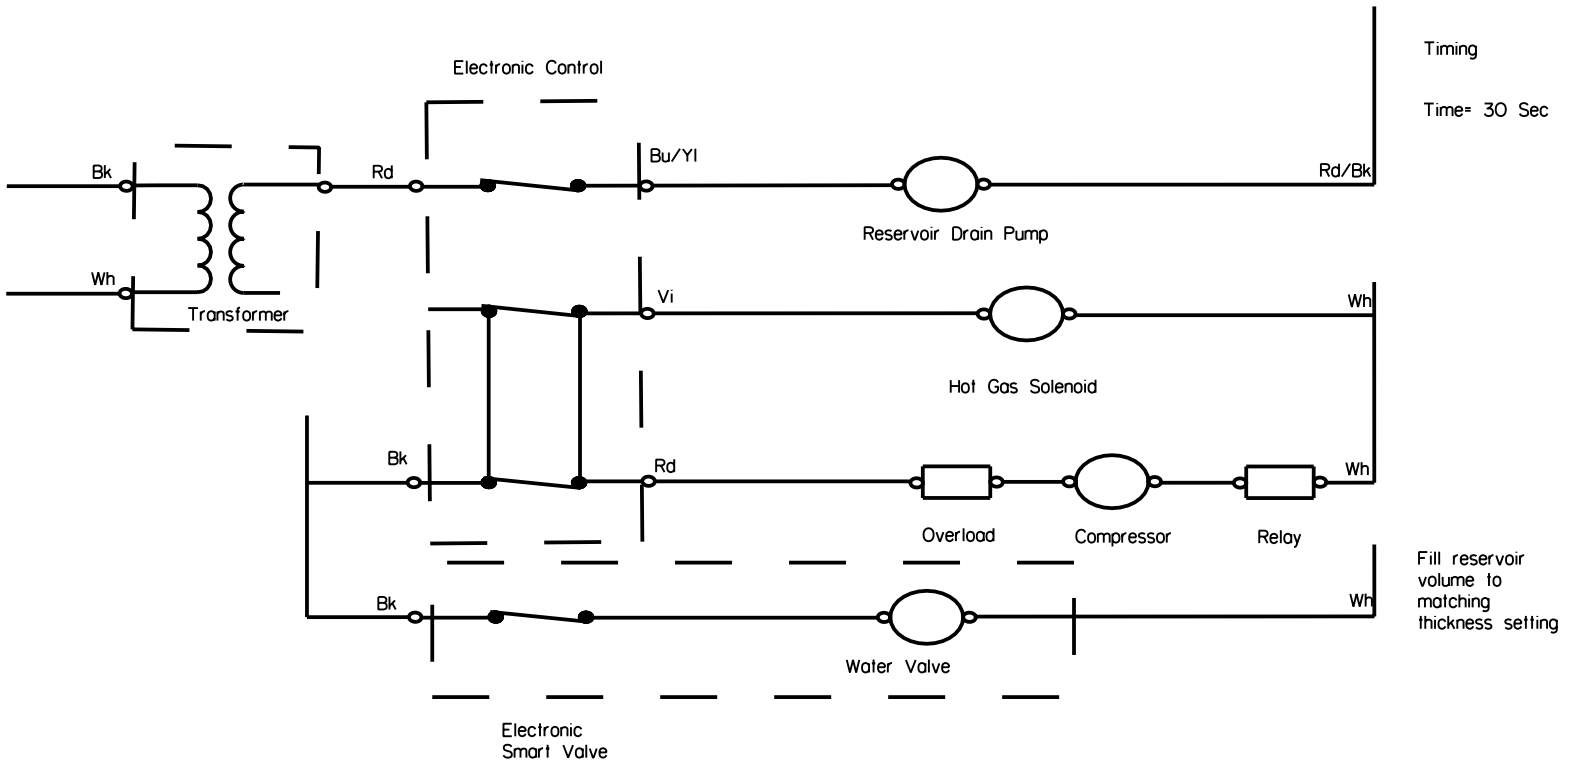 Timing
Electronic Control
Time= 30 Sec
Bu/Yl
Bk
Rd
Rd/Bk
Reservoir Drain Pump
Wh
Vi
Wh
Transformer
Hot Gas Solenoid
Bk
Rd
Wh
Overload
Compressor
Relay
Fill reservoir
volume to
matching
thickness setting
Bk
Wh
Water Valve
Electronic
Smart Valve